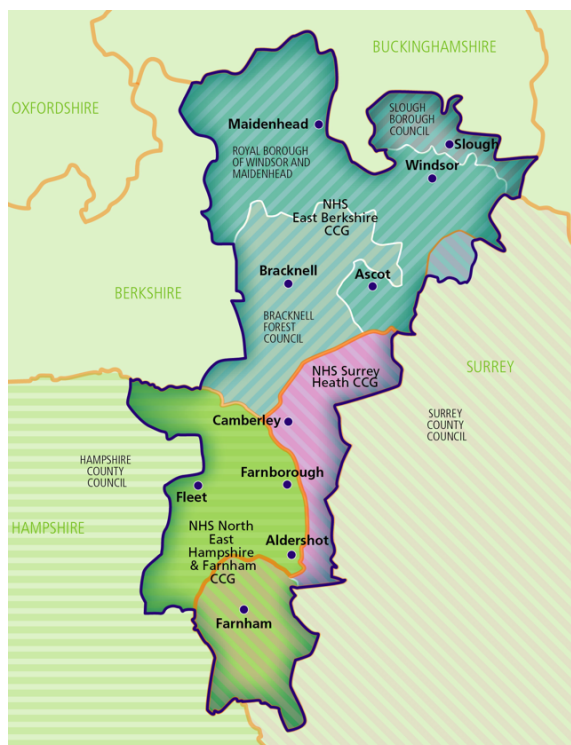 BUCKINGHAMSHIRE
OXFORDSHIRE
SLOUGH
BOROUGH
COUNCIL
Maidenhead
Slough
ROYAL BOROUGH
OF WINDSOR AND
MAIDENHEAD
Windsor
NHS
East Berkshire
CCG
Bracknell
Ascot
BERKSHIRE
BRACKNELL
FOREST
COUNCIL
NHS Surrey
Heath CCG
SURREY
Camberley
SURREY
COUNTY
COUNCIL
HAMPSHIRE
COUNTY
COUNCIL
Farnborough
Fleet
HAMPSHIRE
NHS North
East
Hampshire
& Farnham
CCG
Aldershot
Farnham